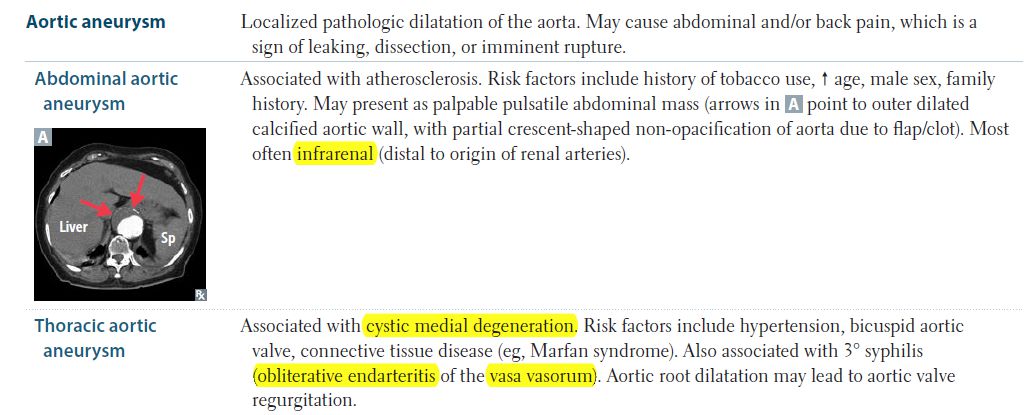 Aortic aneurysm
Localized pathologic dilatation of the aorta. May cause abdominal and/or back pain, which is a
sign of leaking, dissection, or imminent rupture.
Abdominal aortic
aneurysm
Associated with atherosclerosis. Risk factors include history of tobacco use, ↑ age, male sex, family
history. May present as palpable pulsatile abdominal mass (arrows in A point to outer dilated
calcified aortic wall, with partial crescent-shaped non-opacification of aorta due to flap/clot). Most
often infrarenal (distal to origin of renal arteries).
A
Liver
Sp
Rx
Thoracic aortic
aneurysm
Associated with cystic medial degeneration. Risk factors include hypertension, bicuspid aortic
valve, connective tissue disease (eg, Marfan syndrome). Also associated with 3° syphilis
(obliterative endarteritis of the vasa vasorum). Aortic root dilatation may lead to aortic valve
regurgitation.